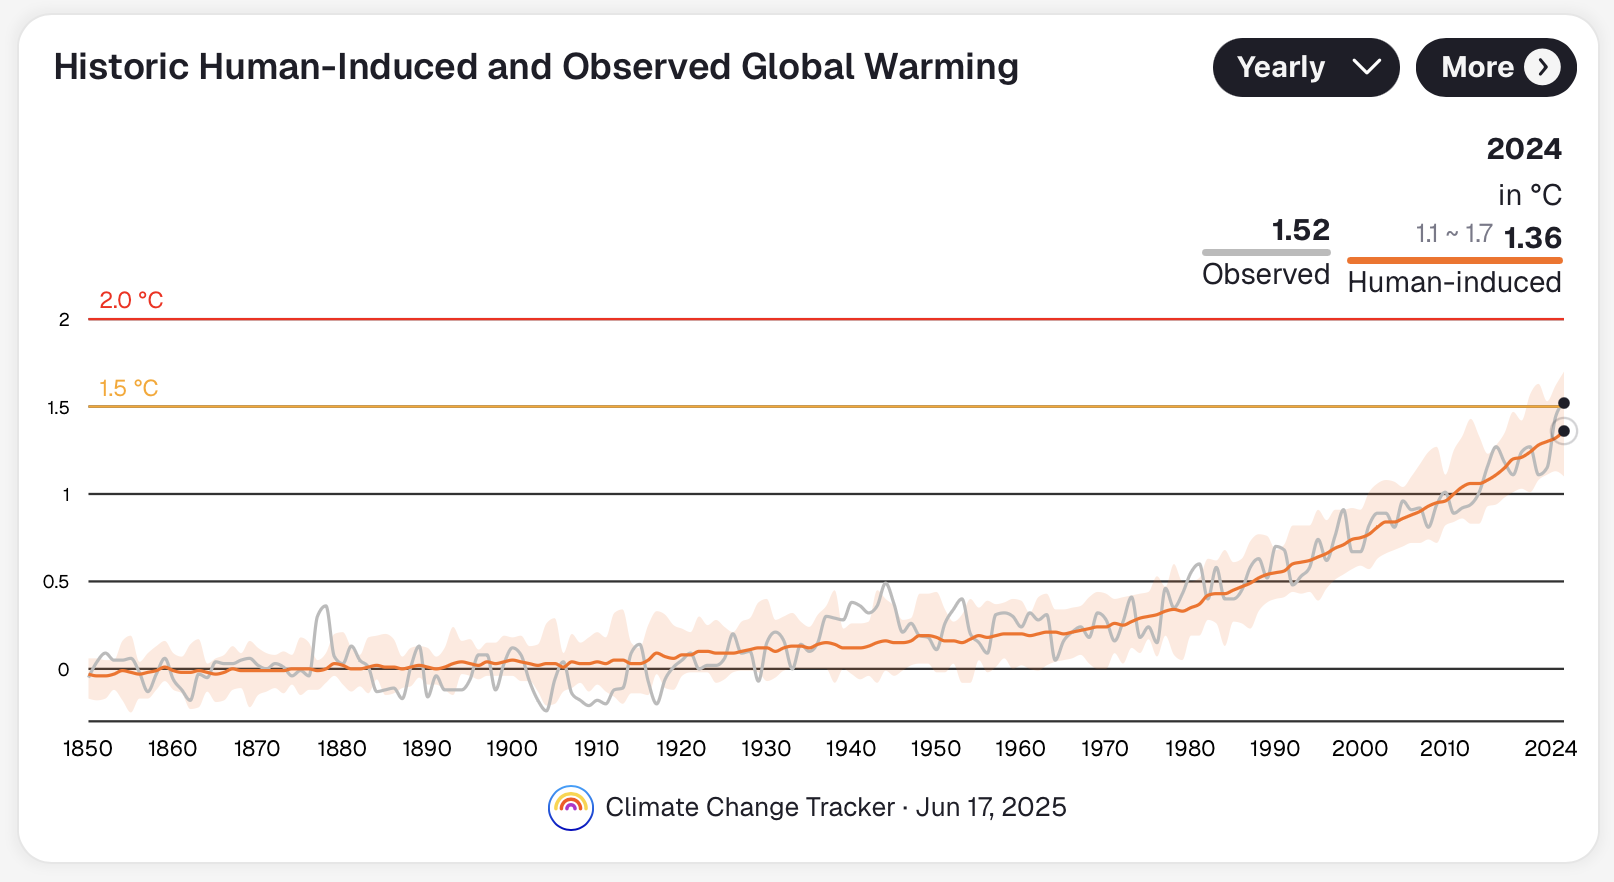 Historic Human-Induced and Observed Global Warming
Yearly
More
2024
in °C
1.52
Observed
1.1 ~ 1.7 1.36
Human-induced
2.0 °C
2
1.5 °C
1.5
1
0.5
0
1850 1860 1870 1880 1890 1900 1910 1920 1930 1940 1950 1960 1970 1980 1990 2000 2010 2024
Climate Change Tracker · Jun 17, 2025